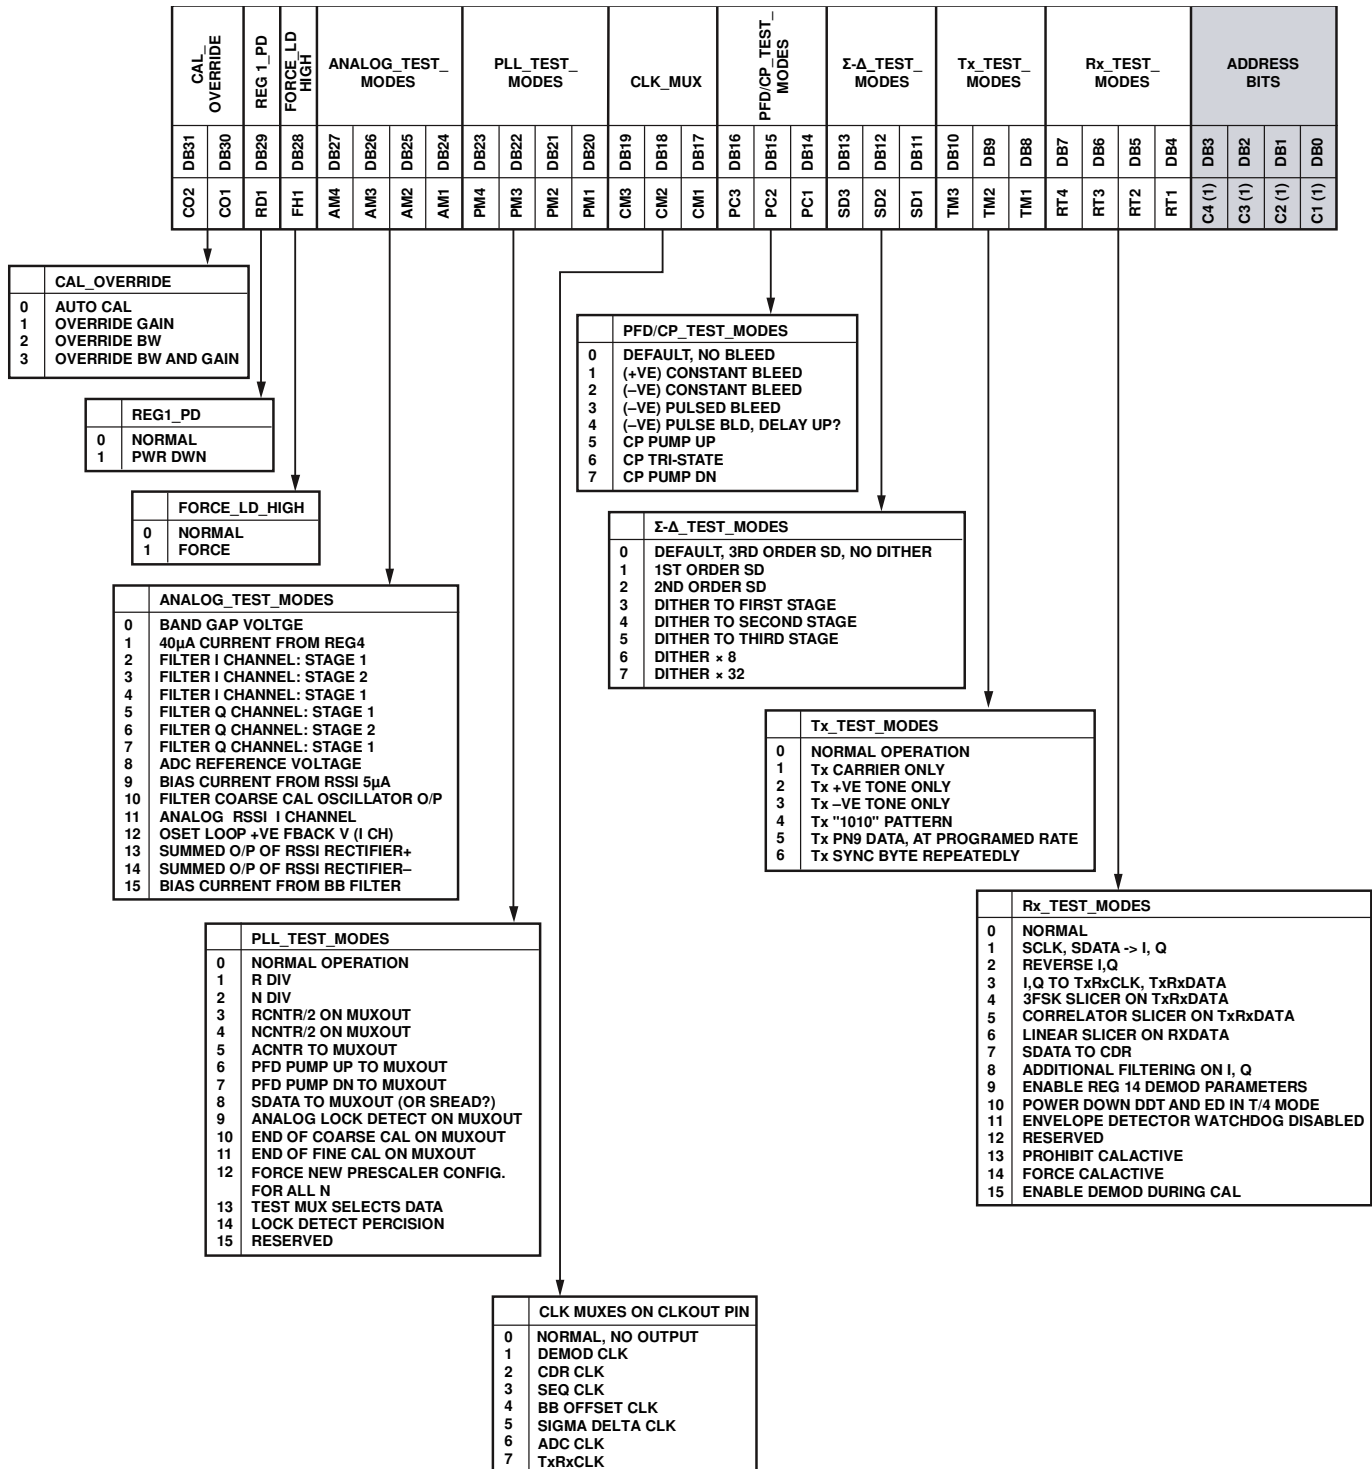 CAL_
OVERRIDE
REG 1_PD
FORCE_LD
HIGH
ANALOG_TEST_
MODES
PLL_TEST_
MODES
CLK_MUX
PFD/CP_TEST_
MODES
Σ-Δ_TEST_
MODES
Tx_TEST_
MODES
Rx_TEST_
MODES
ADDRESS
BITS
DB31 DB30 DB29 DB28 DB27 DB26 DB25 DB24 DB23 DB22 DB21 DB20 DB19 DB18 DB17 DB16 DB15 DB14 DB13 DB12 DB11 DB10 DB9 DB8 DB7 DB6 DB5 DB4 DB3 DB2 DB1 DB0
CO2 CO1 RD1 FH1 AM4 AM3 AM2 AM1 PM4 PM3 PM2 PM1 CM3 CM2 CM1 PC3 PC2 PC1 SD3 SD2 SD1 TM3 TM2 TM1 RT4 RT3 RT2 RT1 C4 (1) C3 (1) C2 (1) C1 (1)
CAL_OVERRIDE
0 AUTO CAL
1 OVERRIDE GAIN
2 OVERRIDE BW
3 OVERRIDE BW AND GAIN
REG1_PD
0 NORMAL
1 PWR DWN
FORCE_LD_HIGH
0 NORMAL
1 FORCE
ANALOG_TEST_MODES
0 BAND GAP VOLTGE
1 40µA CURRENT FROM REG4
2 FILTER I CHANNEL: STAGE 1
3 FILTER I CHANNEL: STAGE 2
4 FILTER I CHANNEL: STAGE 1
5 FILTER Q CHANNEL: STAGE 1
6 FILTER Q CHANNEL: STAGE 2
7 FILTER Q CHANNEL: STAGE 1
8 ADC REFERENCE VOLTAGE
9 BIAS CURRENT FROM RSSI 5µA
10 FILTER COARSE CAL OSCILLATOR O/P
11 ANALOG RSSI I CHANNEL
12 OSET LOOP +VE FBACK V (I CH)
13 SUMMED O/P OF RSSI RECTIFIER+
14 SUMMED O/P OF RSSI RECTIFIER–
15 BIAS CURRENT FROM BB FILTER
PLL_TEST_MODES
0 NORMAL OPERATION
1 R DIV
2 N DIV
3 RCNTR/2 ON MUXOUT
4 NCNTR/2 ON MUXOUT
5 ACNTR TO MUXOUT
6 PFD PUMP UP TO MUXOUT
7 PFD PUMP DN TO MUXOUT
8 SDATA TO MUXOUT (OR SREAD?)
9 ANALOG LOCK DETECT ON MUXOUT
10 END OF COARSE CAL ON MUXOUT
11 END OF FINE CAL ON MUXOUT
12 FORCE NEW PRESCALER CONFIG.
FOR ALL N
13 TEST MUX SELECTS DATA
14 LOCK DETECT PERCISION
15 RESERVED
CLK MUXES ON CLKOUT PIN
0 NORMAL, NO OUTPUT
1 DEMOD CLK
2 CDR CLK
3 SEQ CLK
4 BB OFFSET CLK
5 SIGMA DELTA CLK
6 ADC CLK
7 TxRxCLK
PFD/CP_TEST_MODES
0 DEFAULT, NO BLEED
1 (+VE) CONSTANT BLEED
2 (–VE) CONSTANT BLEED
3 (–VE) PULSED BLEED
4 (–VE) PULSE BLD, DELAY UP?
5 CP PUMP UP
6 CP TRI-STATE
7 CP PUMP DN
Σ-Δ_TEST_MODES
0 DEFAULT, 3RD ORDER SD, NO DITHER
1 1ST ORDER SD
2 2ND ORDER SD
3 DITHER TO FIRST STAGE
4 DITHER TO SECOND STAGE
5 DITHER TO THIRD STAGE
6 DITHER × 8
7 DITHER × 32
Tx_TEST_MODES
0 NORMAL OPERATION
1 Tx CARRIER ONLY
2 Tx +VE TONE ONLY
3 Tx –VE TONE ONLY
4 Tx "1010" PATTERN
5 Tx PN9 DATA, AT PROGRAMED RATE
6 Tx SYNC BYTE REPEATEDLY
Rx_TEST_MODES
0 NORMAL
1 SCLK, SDATA -> I, Q
2 REVERSE I,Q
3 I,Q TO TxRxCLK, TxRxDATA
4 3FSK SLICER ON TxRxDATA
5 CORRELATOR SLICER ON TxRxDATA
6 LINEAR SLICER ON RXDATA
7 SDATA TO CDR
8 ADDITIONAL FILTERING ON I, Q
9 ENABLE REG 14 DEMOD PARAMETERS
10 POWER DOWN DDT AND ED IN T/4 MODE
11 ENVELOPE DETECTOR WATCHDOG DISABLED
12 RESERVED
13 PROHIBIT CALACTIVE
14 FORCE CALACTIVE
15 ENABLE DEMOD DURING CAL